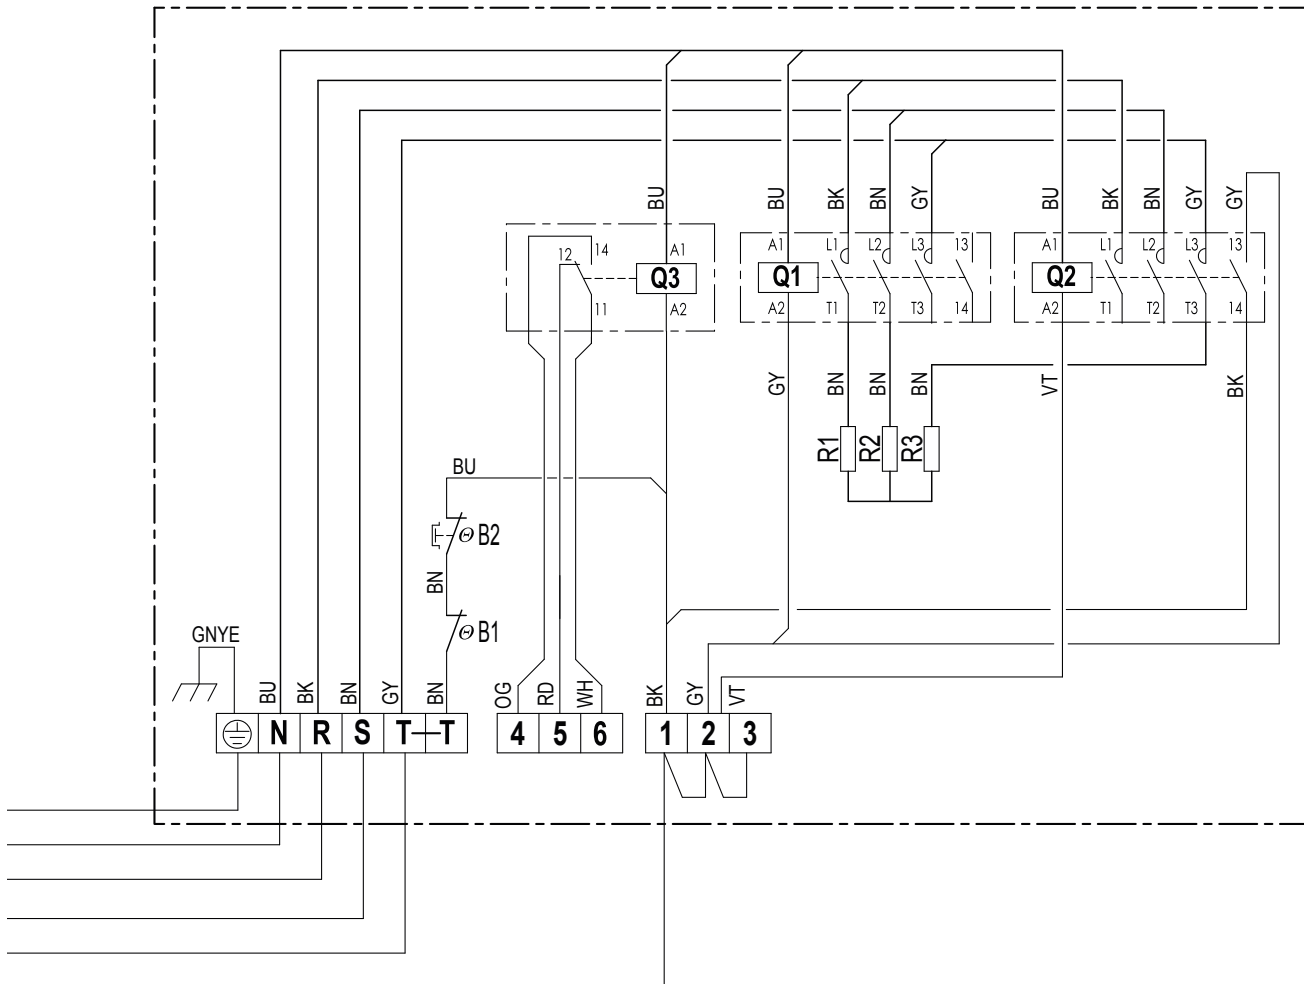 BU BU BK BN GY BU BK BN GY GY
12 14 A1 A1 L1 L2 L3 13 A1 L1 L2 L3 13
Q3 Q1 Q2
11 A2 A2 T1 T2 T3 14 A2 T1 T2 T3 14
GY BN BN BN VT BK
R1 R2 R3
BU
Θ B2
BN
GNYE Θ B1
BU BK BN GY BN OG RD WH BK GY VT
N R S T T 4 5 6 1 2 3